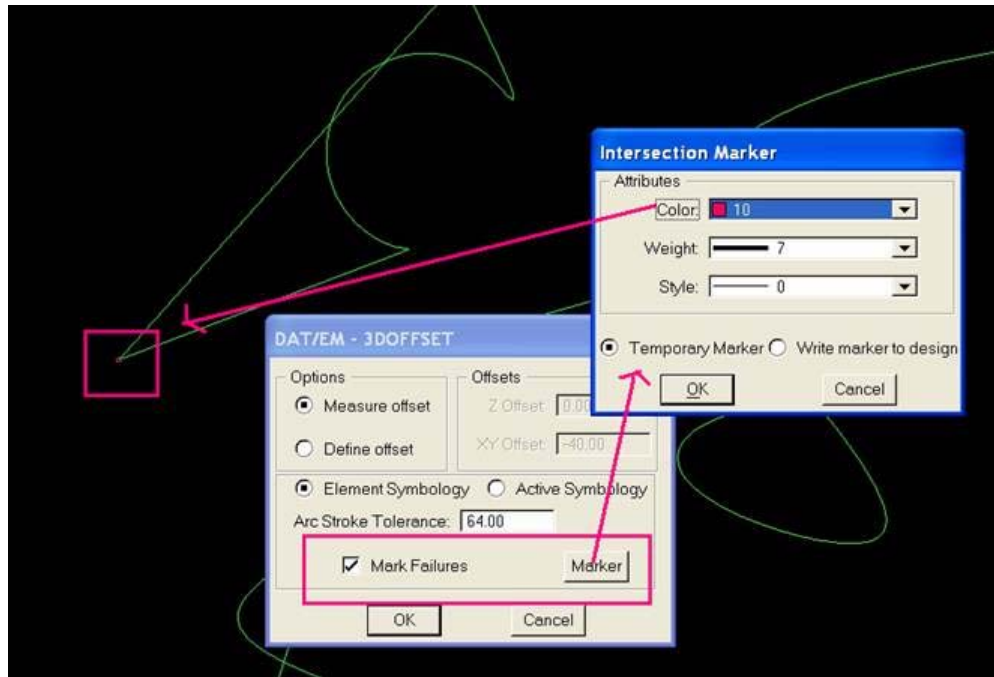 Intersection Marker
Attributes
Color: 10
Weight: 7
Style: 0
Temporary Marker Write marker to design
OK Cancel
DAT/EM - 3DOFFSET
Options Offsets
Measure offset Z Offset: 0.00
Define offset XY Offset: -40.00
Element Symbology Active Symbology
Arc Stroke Tolerance: 64.00
Mark Failures Marker
OK Cancel